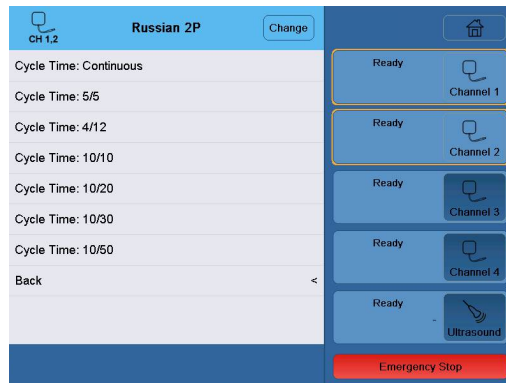 CH 1,2
Russian 2P
Change
Cycle Time: Continuous
Cycle Time: 5/5
Cycle Time: 4/12
Cycle Time: 10/10
Cycle Time: 10/20
Cycle Time: 10/30
Cycle Time: 10/50
Back <
Ready
Channel 1
Ready
Channel 2
Ready
Channel 3
Ready
Channel 4
Ready
-
Ultrasound
Emergency Stop